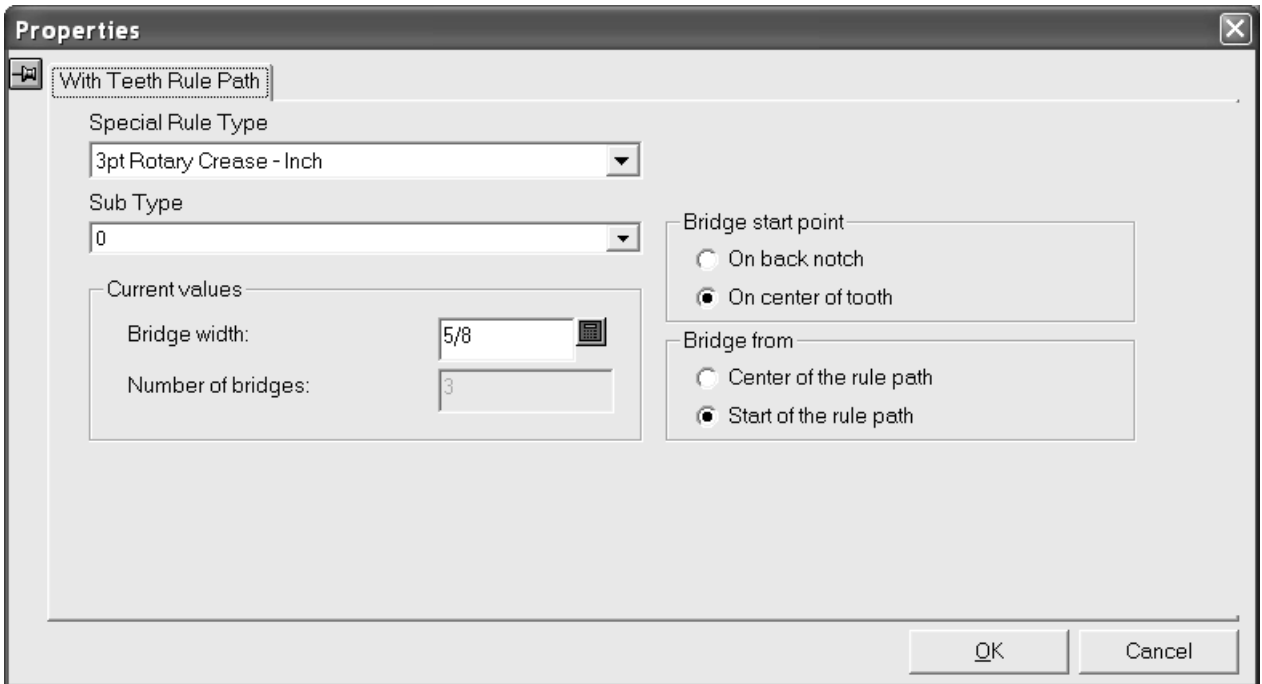 Properties
With Teeth Rule Path
Special Rule Type
3pt Rotary Crease - Inch
Sub Type
0
Current values
Bridge width:
5/8
Number of bridges:
3
Bridge start point
On back notch
On center of tooth
Bridge from
Center of the rule path
Start of the rule path
OK
Cancel